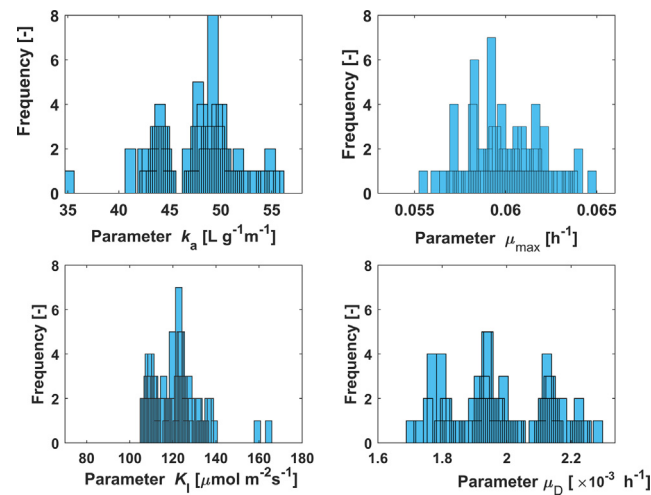 8
6
4
2
0
Frequency [-]
35 40 45 50 55
Parameter k_a [L g^-1 m^-1]
8
6
4
2
0
Frequency [-]
0.055 0.06 0.065
Parameter μ_max [h^-1]
8
6
4
2
0
Frequency [-]
80 100 120 140 160 180
Parameter K_I [μmol m^-2 s^-1]
8
6
4
2
0
Frequency [-]
1.6 1.8 2 2.2
Parameter μ_D [ ×10^-3 h^-1]